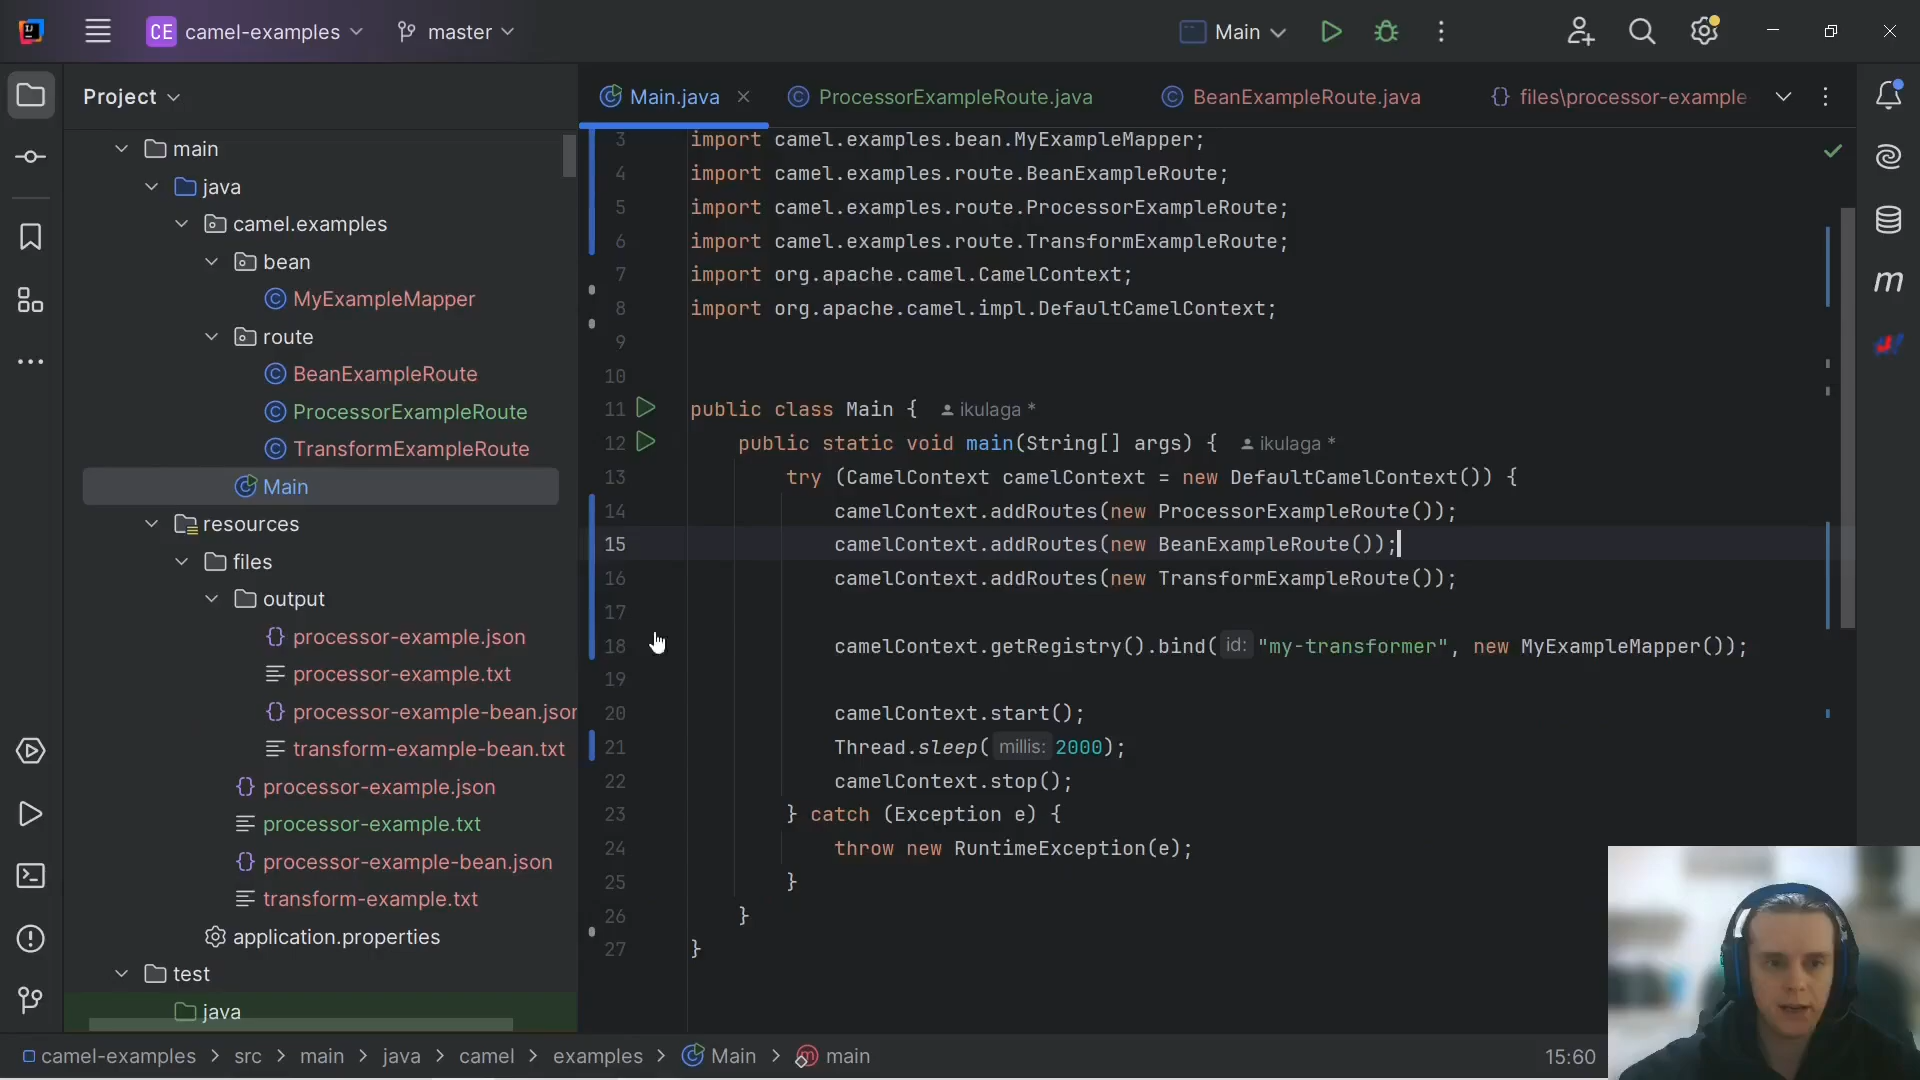 CE camel-examples
master
Main
Project
main
java
camel.examples
bean
MyExampleMapper
route
BeanExampleRoute
ProcessorExampleRoute
TransformExampleRoute
Main
resources
files
output
processor-example.json
processor-example.txt
processor-example-bean.jsor
transform-example-bean.txt
processor-example.json
processor-example.txt
processor-example-bean.json
transform-example.txt
application.properties
test
java
Main.java
ProcessorExampleRoute.java
BeanExampleRoute.java
files\processor-example
3 import camel.examples.bean.MyExampleMapper;
4 import camel.examples.route.BeanExampleRoute;
5 import camel.examples.route.ProcessorExampleRoute;
6 import camel.examples.route.TransformExampleRoute;
7 import org.apache.camel.CamelContext;
8 import org.apache.camel.impl.DefaultCamelContext;
9
10
11 public class Main { ikulaga *
12 public static void main(String[] args) { ikulaga *
13 try (CamelContext camelContext = new DefaultCamelContext()) {
14 camelContext.addRoutes(new ProcessorExampleRoute());
15 camelContext.addRoutes(new BeanExampleRoute());
16 camelContext.addRoutes(new TransformExampleRoute());
17
18 camelContext.getRegistry().bind( id: "my-transformer", new MyExampleMapper());
19
20 camelContext.start();
21 Thread.sleep( millis: 2000);
22 camelContext.stop();
23 } catch (Exception e) {
24 throw new RuntimeException(e);
25 }
26 }
27 }
m
camel-examples > src > main > java > camel > examples > Main > main
15:60